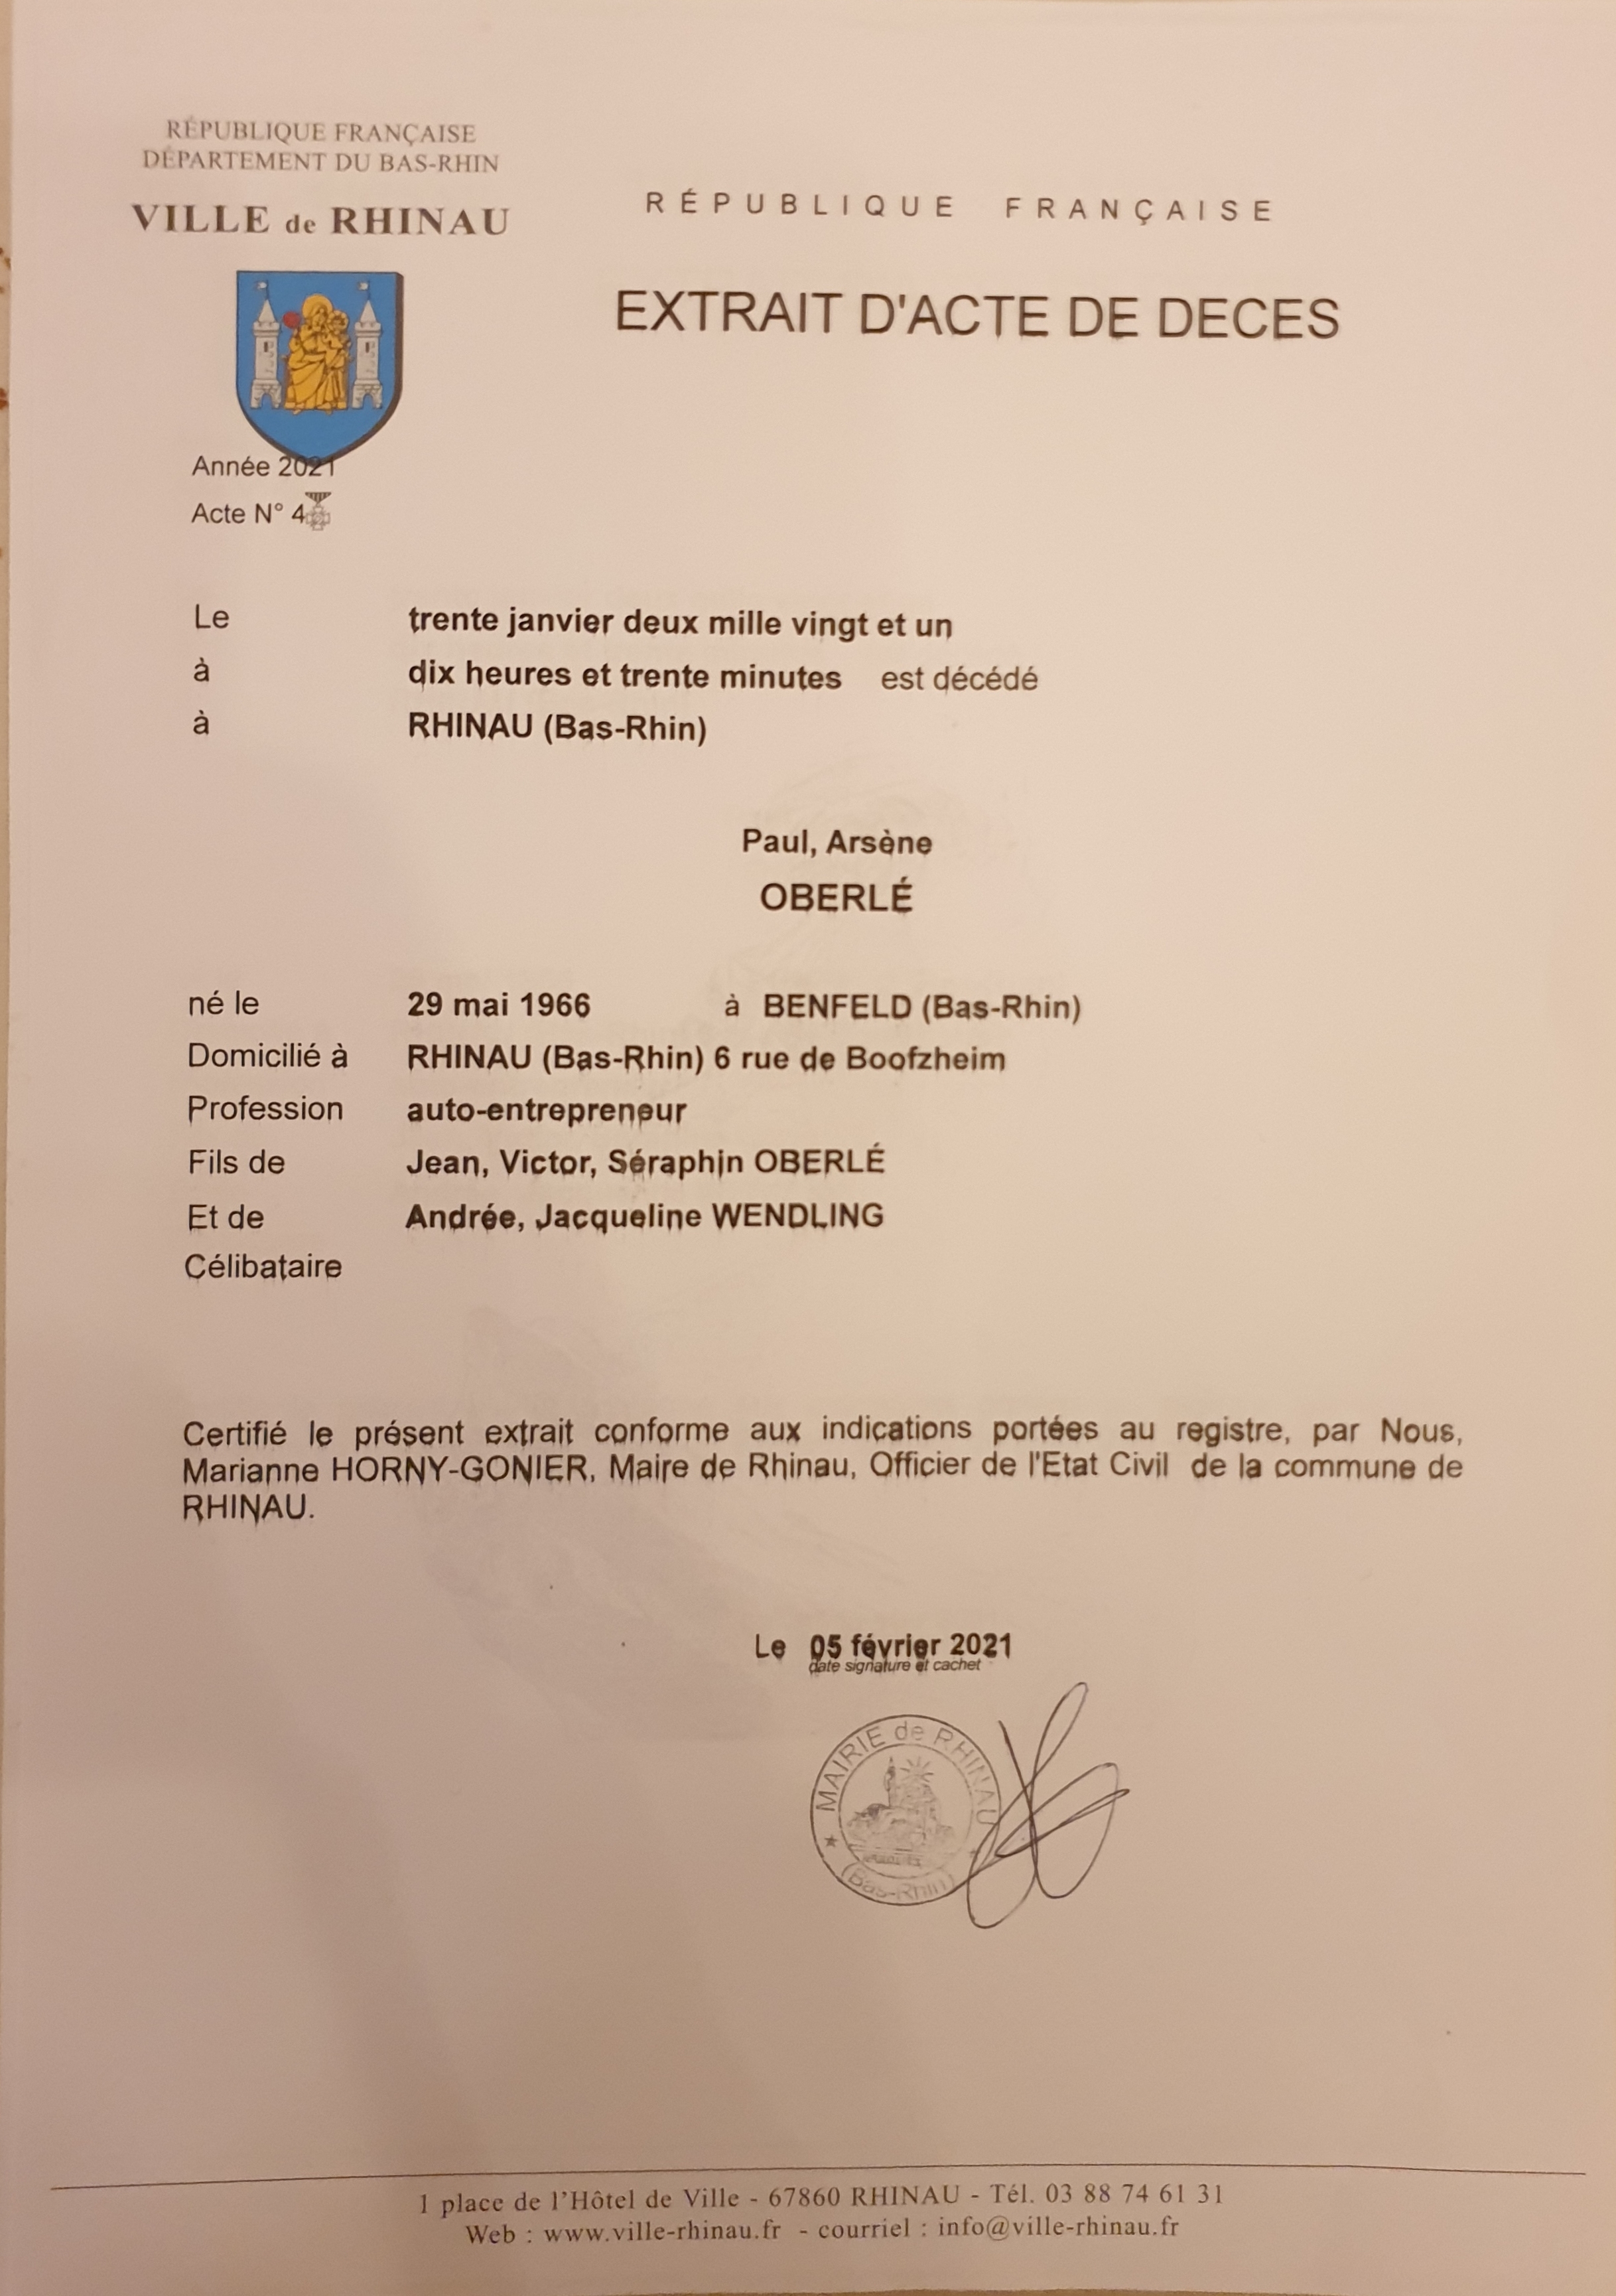 RÉPUBLIQUE FRANÇAISE
DÉPARTEMENT DU BAS-RHIN
VILLE de RHINAU
RÉPUBLIQUE FRANÇAISE
EXTRAIT D'ACTE DE DECES
Année 2021
Acte N° 4
Le trente janvier deux mille vingt et un
à dix heures et trente minutes est décédé
à RHINAU (Bas-Rhin)
Paul, Arsène
OBERLÉ
né le 29 mai 1966 à BENFELD (Bas-Rhin)
Domicilié à RHINAU (Bas-Rhin) 6 rue de Boofzheim
Profession auto-entrepreneur
Fils de Jean, Victor, Séraphin OBERLÉ
Et de Andrée, Jacqueline WENDLING
Célibataire
Certifié le présent extrait conforme aux indications portées au registre, par Nous,
Marianne HORNY-GONIER, Maire de Rhinau, Officier de l'Etat Civil de la commune de
RHINAU.
Le 05 février 2021
date signature et cachet
MAIRIE de RHINAU
(Bas-Rhin)
1 place de l'Hôtel de Ville - 67860 RHINAU - Tél. 03 88 74 61 31
Web : www.ville-rhinau.fr - courriel : info@ville-rhinau.fr